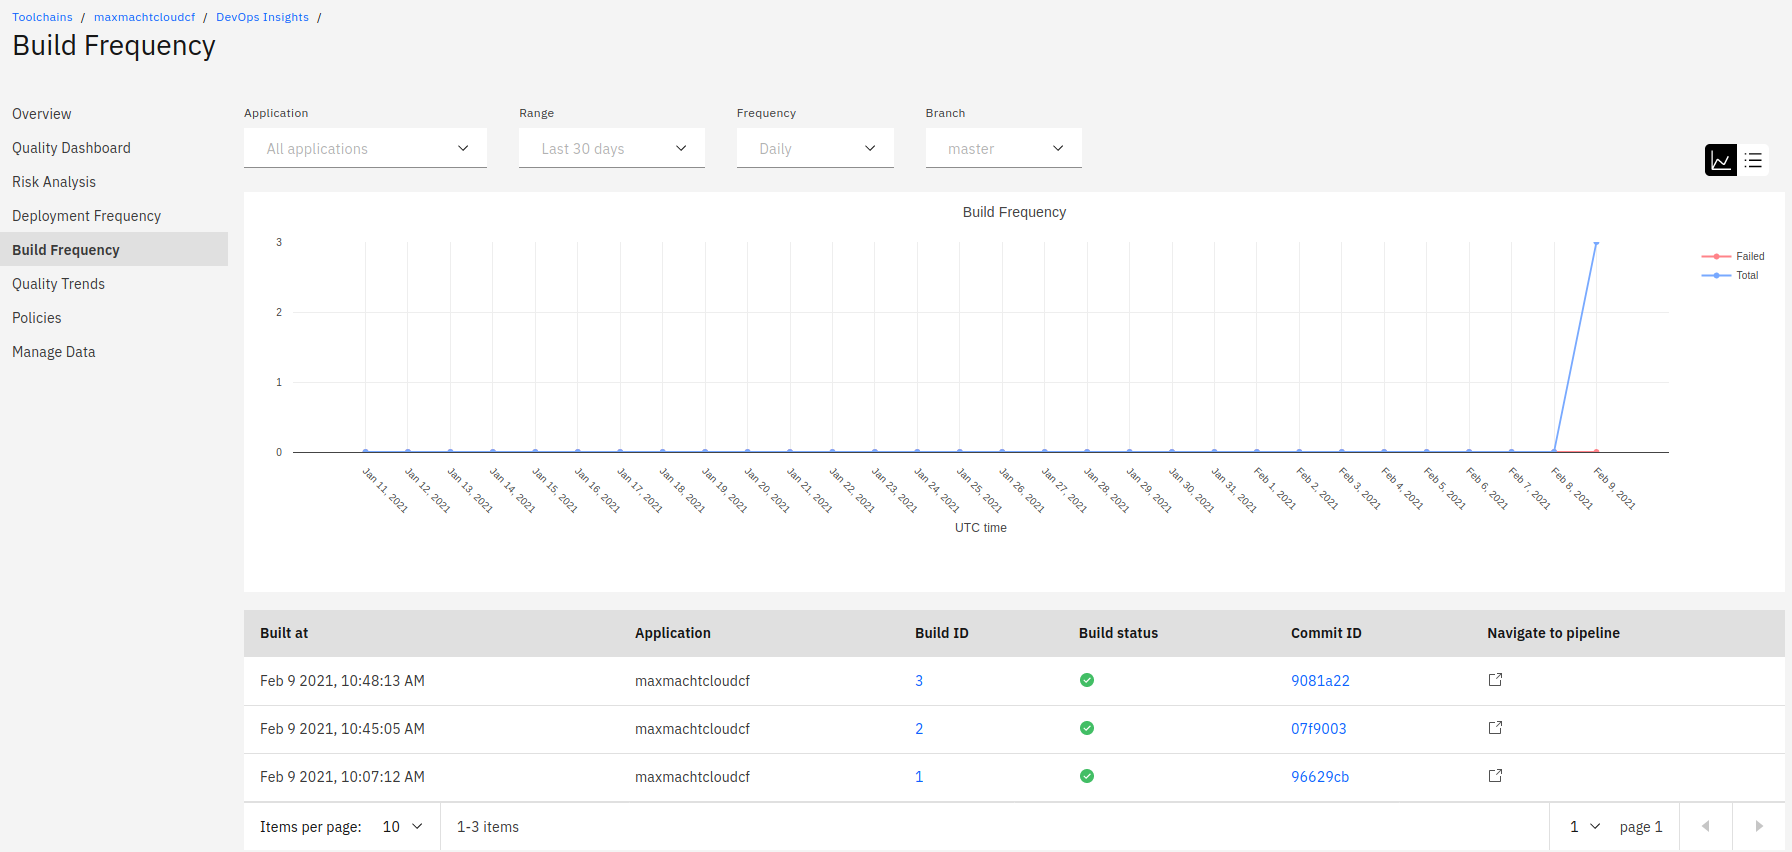 Toolchains / maxmachtcloudcf / DevOps Insights /
Build Frequency
Overview
Quality Dashboard
Risk Analysis
Deployment Frequency
Build Frequency
Quality Trends
Policies
Manage Data
Application Range Frequency Branch
All applications Last 30 days Daily master
Build Frequency
3
2
1
0
Failed
Total
Jan 11, 2021
Jan 12, 2021
Jan 13, 2021
Jan 14, 2021
Jan 15, 2021
Jan 16, 2021
Jan 17, 2021
Jan 18, 2021
Jan 19, 2021
Jan 20, 2021
Jan 21, 2021
Jan 22, 2021
Jan 23, 2021
Jan 24, 2021
Jan 25, 2021
Jan 26, 2021
Jan 27, 2021
Jan 28, 2021
Jan 29, 2021
Jan 30, 2021
Jan 31, 2021
Feb 1, 2021
Feb 2, 2021
Feb 3, 2021
Feb 4, 2021
Feb 5, 2021
Feb 6, 2021
Feb 7, 2021
Feb 8, 2021
Feb 9, 2021
UTC time
Built at Application Build ID Build status Commit ID Navigate to pipeline
Feb 9 2021, 10:48:13 AM maxmachtcloudcf 3 9081a22
Feb 9 2021, 10:45:05 AM maxmachtcloudcf 2 07f9003
Feb 9 2021, 10:07:12 AM maxmachtcloudcf 1 96629cb
Items per page: 10 1-3 items 1 page 1